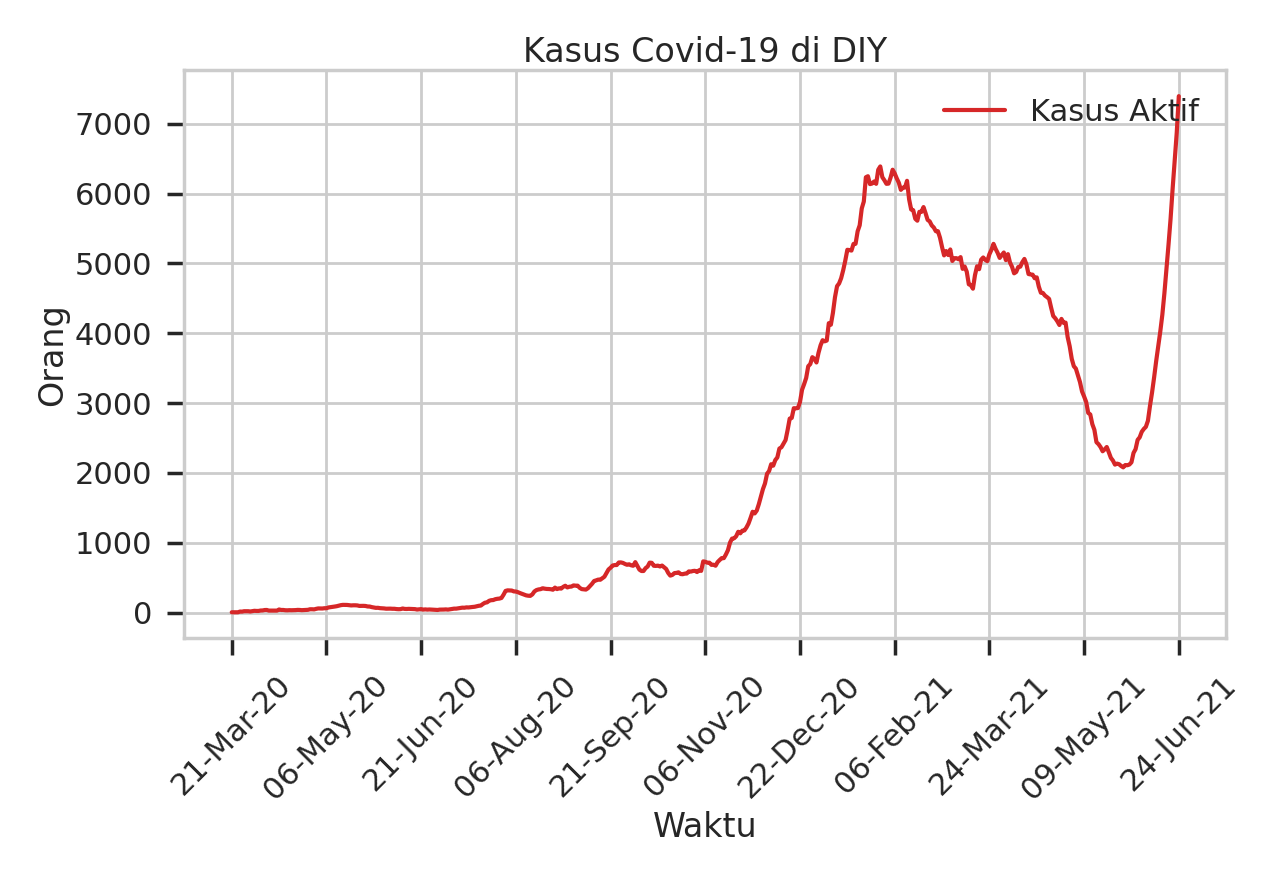 Kasus Covid-19 di DIY
Kasus Aktif
7000
6000
5000
4000
3000
2000
1000
0
Orang
21-Mar-20
06-May-20
21-Jun-20
06-Aug-20
21-Sep-20
06-Nov-20
22-Dec-20
06-Feb-21
24-Mar-21
09-May-21
24-Jun-21
Waktu